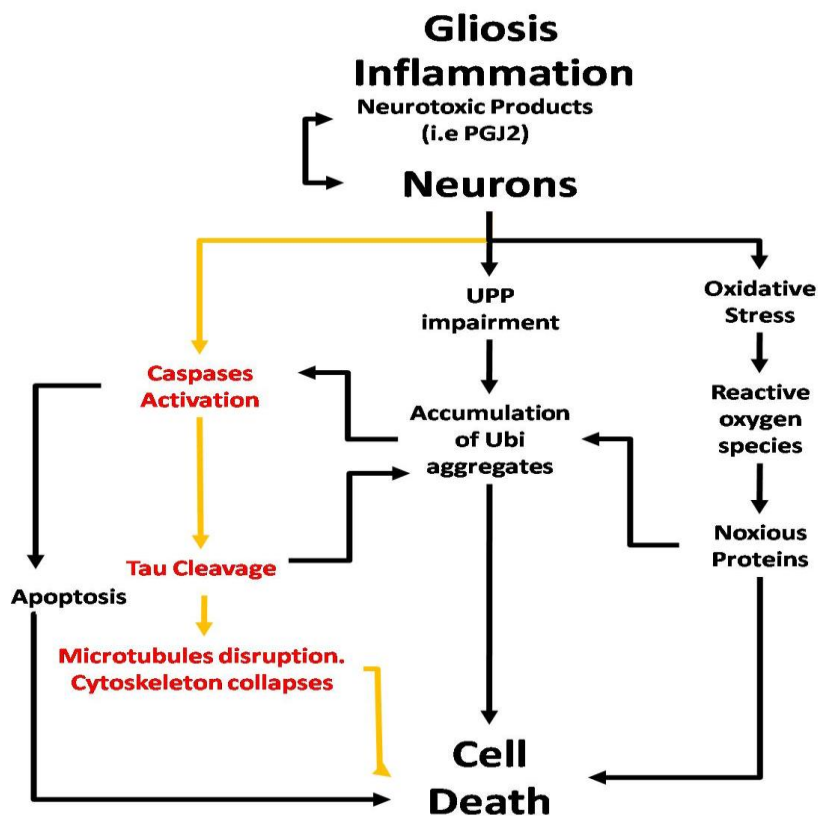 Gliosis
Inflammation
Neurotoxic Products
(i.e PGJ2)
Neurons
UPP
impairment
Oxidative
Stress
Caspases
Activation
Accumulation
of Ubi
aggregates
Reactive
oxygen
species
Tau Cleavage
Noxious
Proteins
Apoptosis
Microtubules disruption.
Cytoskeleton collapses
Cell
Death